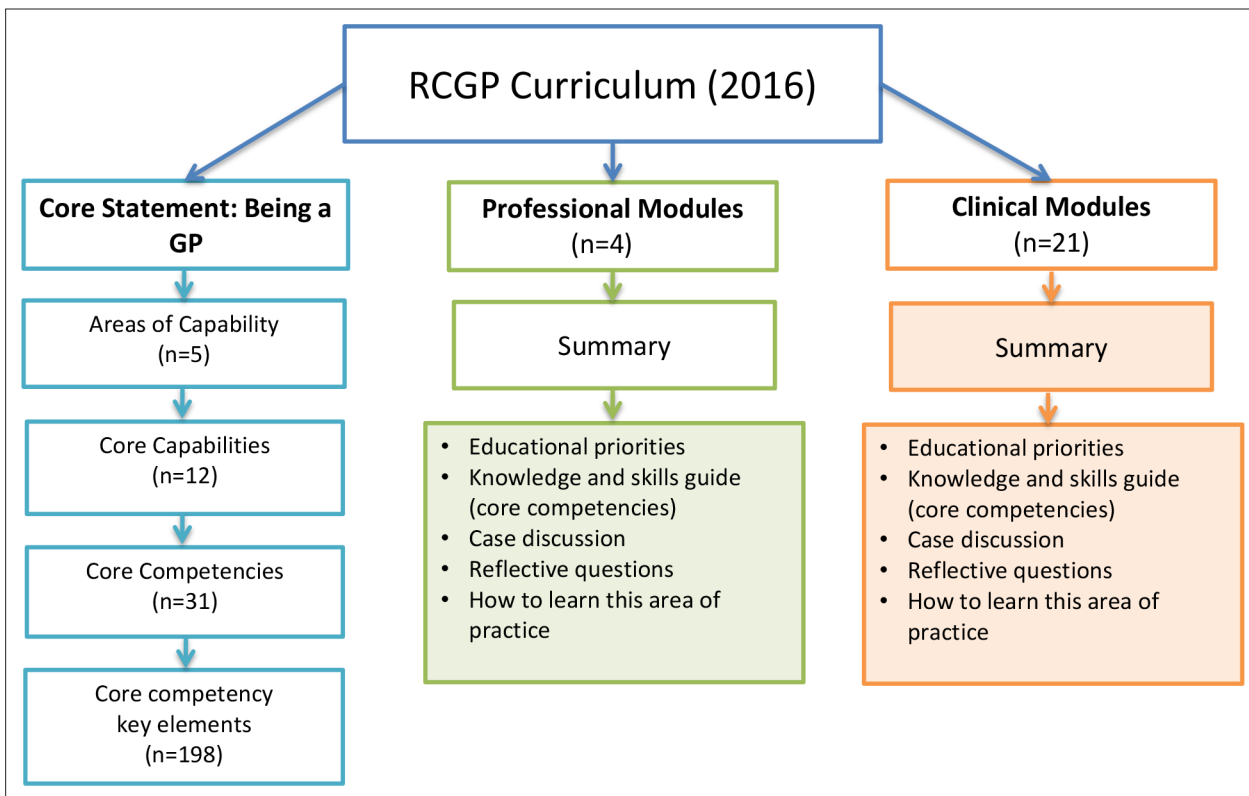 RCGP Curriculum (2016)
Core Statement: Being a
GP
Areas of Capability
(n=5)
Core Capabilities
(n=12)
Core Competencies
(n=31)
Core competency
key elements
(n=198)
Professional Modules
(n=4)
Summary
• Educational priorities
• Knowledge and skills guide
(core competencies)
• Case discussion
• Reflective questions
• How to learn this area of
practice
Clinical Modules
(n=21)
Summary
• Educational priorities
• Knowledge and skills guide
(core competencies)
• Case discussion
• Reflective questions
• How to learn this area of
practice